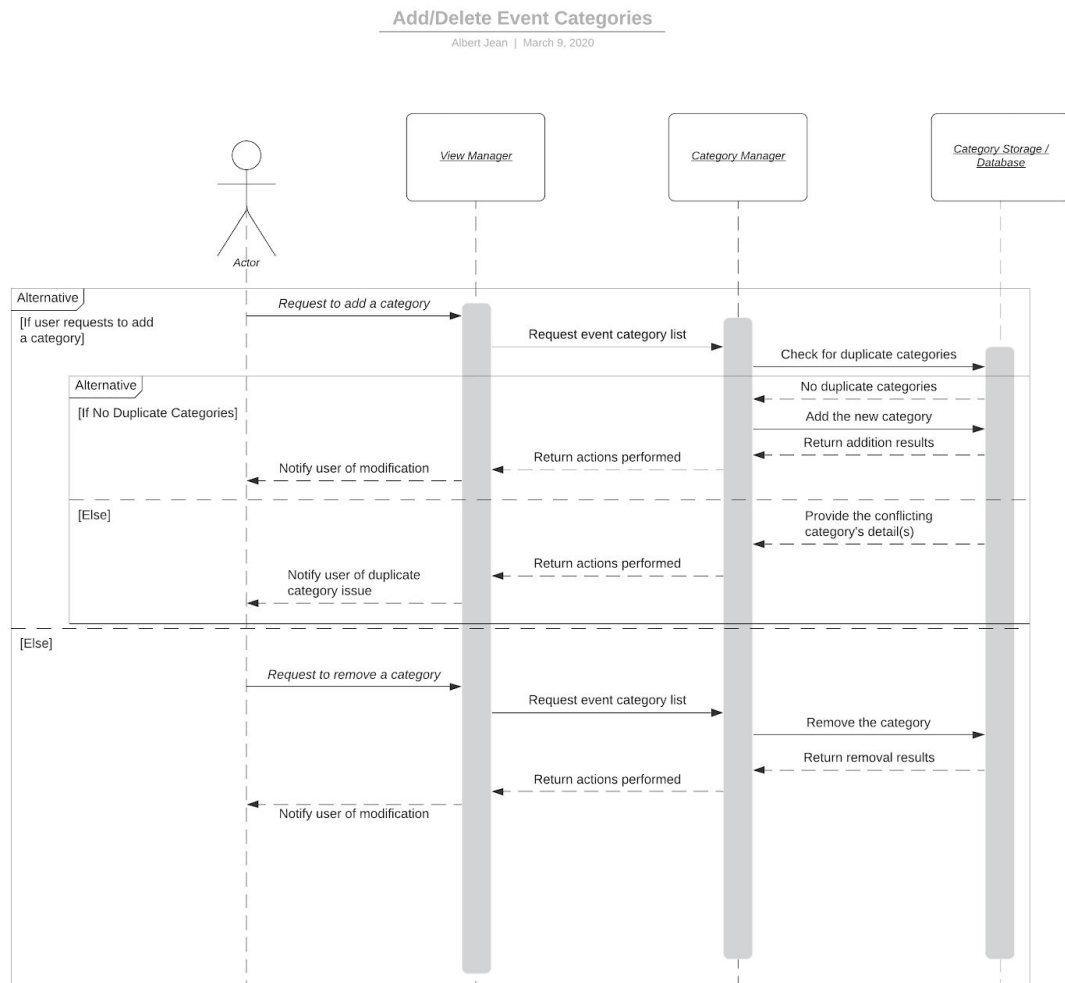 Add/Delete Event Categories
Albert Jean | March 9, 2020
View Manager
Category Manager
Category Storage /
Database
Actor
Alternative
[If user requests to add
a category]
Request to add a category
Request event category list
Check for duplicate categories
Alternative
[If No Duplicate Categories]
No duplicate categories
Add the new category
Return addition results
Return actions performed
Notify user of modification
[Else]
Provide the conflicting
category's detail(s)
Return actions performed
Notify user of duplicate
category issue
[Else]
Request to remove a category
Request event category list
Remove the category
Return removal results
Return actions performed
Notify user of modification